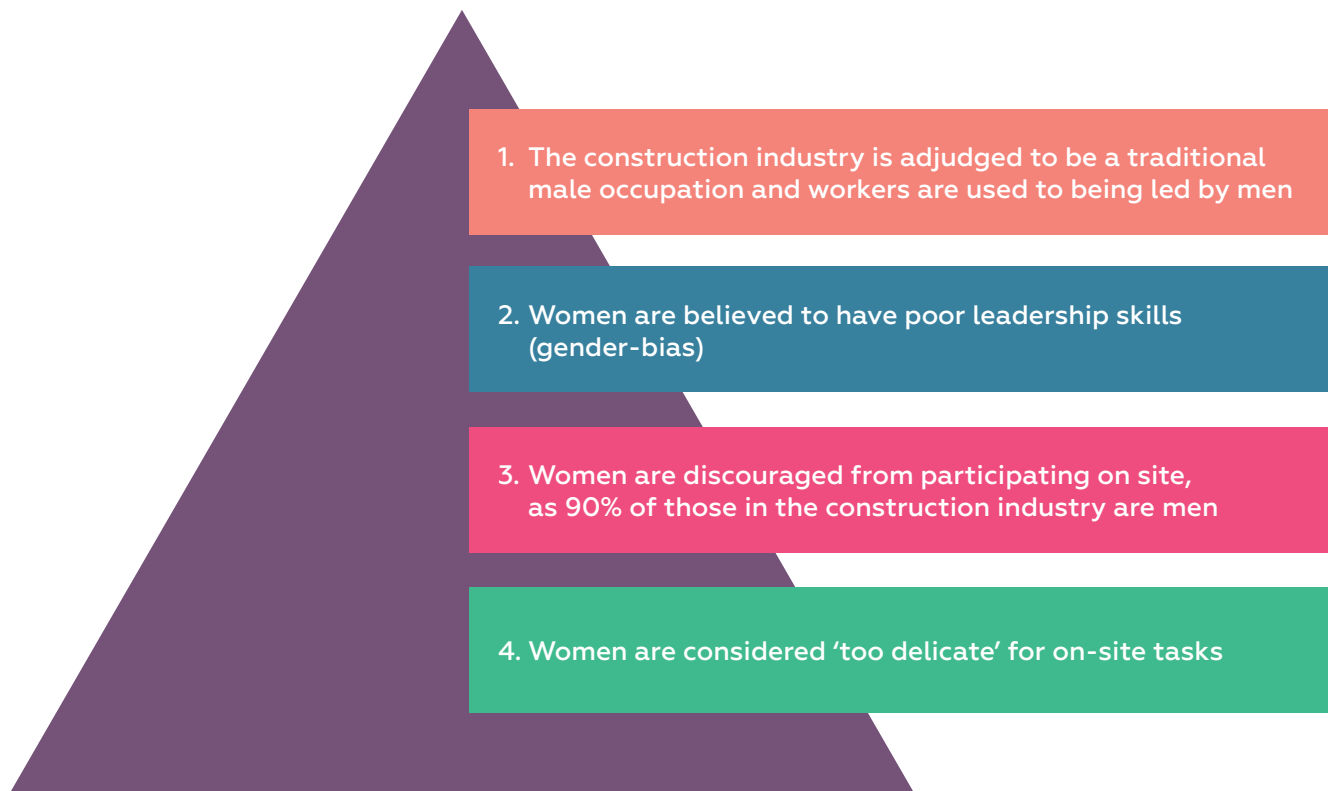 1. The construction industry is adjudged to be a traditional
male occupation and workers are used to being led by men
2. Women are believed to have poor leadership skills
(gender-bias)
3. Women are discouraged from participating on site,
as 90% of those in the construction industry are men
4. Women are considered ‘too delicate’ for on-site tasks